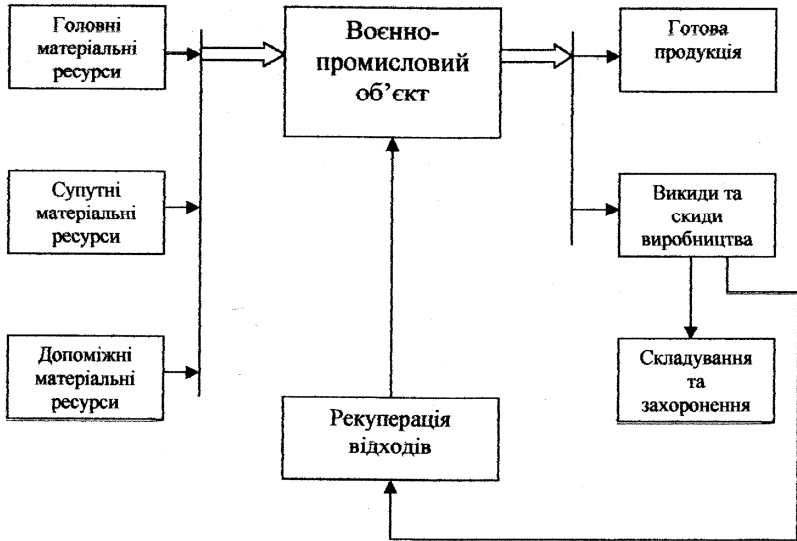 Головні
матеріальні
ресурси
Воєнно-
промисловий
об’єкт
Готова
продукція
Супутні
матеріальні
ресурси
Викиди та
скиди
виробництва
Допоміжні
матеріальні
ресурси
Складування
та
захоронення
Рекуперація
відходів